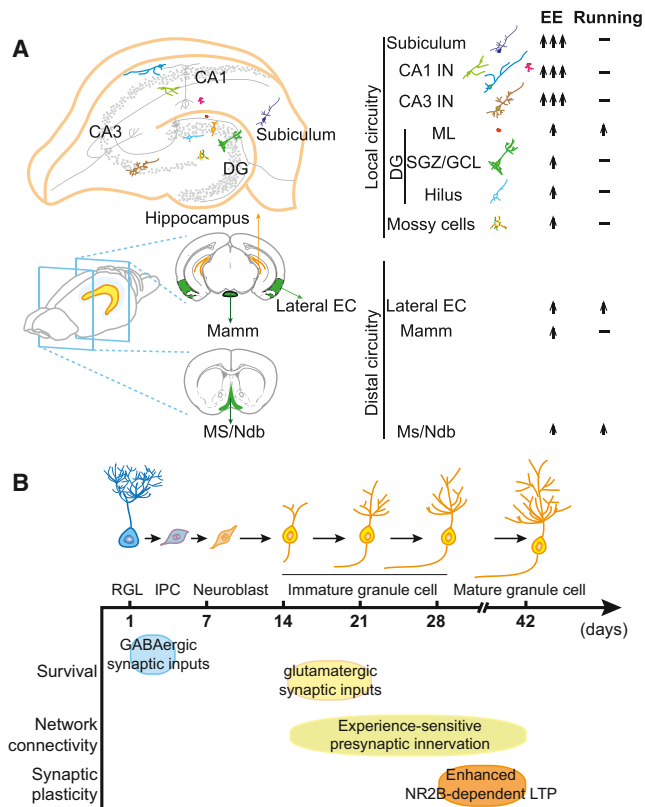 A
EE Running
Subiculum ↑↑↑ –
CA1 IN ↑↑↑ –
CA3 IN ↑↑↑ –
ML ↑ ↑
SGZ/GCL ↑ –
Hilus ↑ –
Mossy cells ↑ –
DG
Local circuitry
CA1
CA3
Subiculum
DG
Hippocampus
Lateral EC
Mamm
MS/Ndb
Lateral EC ↑ ↑
Mamm ↑ –
Ms/Ndb ↑ ↑
Distal circuitry
B
RGL IPC Neuroblast Immature granule cell Mature granule cell
1 7 14 21 28 42 (days)
Survival
GABAergic
synaptic inputs
glutamatergic
synaptic inputs
Network
connectivity
Experience-sensitive
presynaptic innervation
Synaptic
plasticity
Enhanced
NR2B-dependent LTP